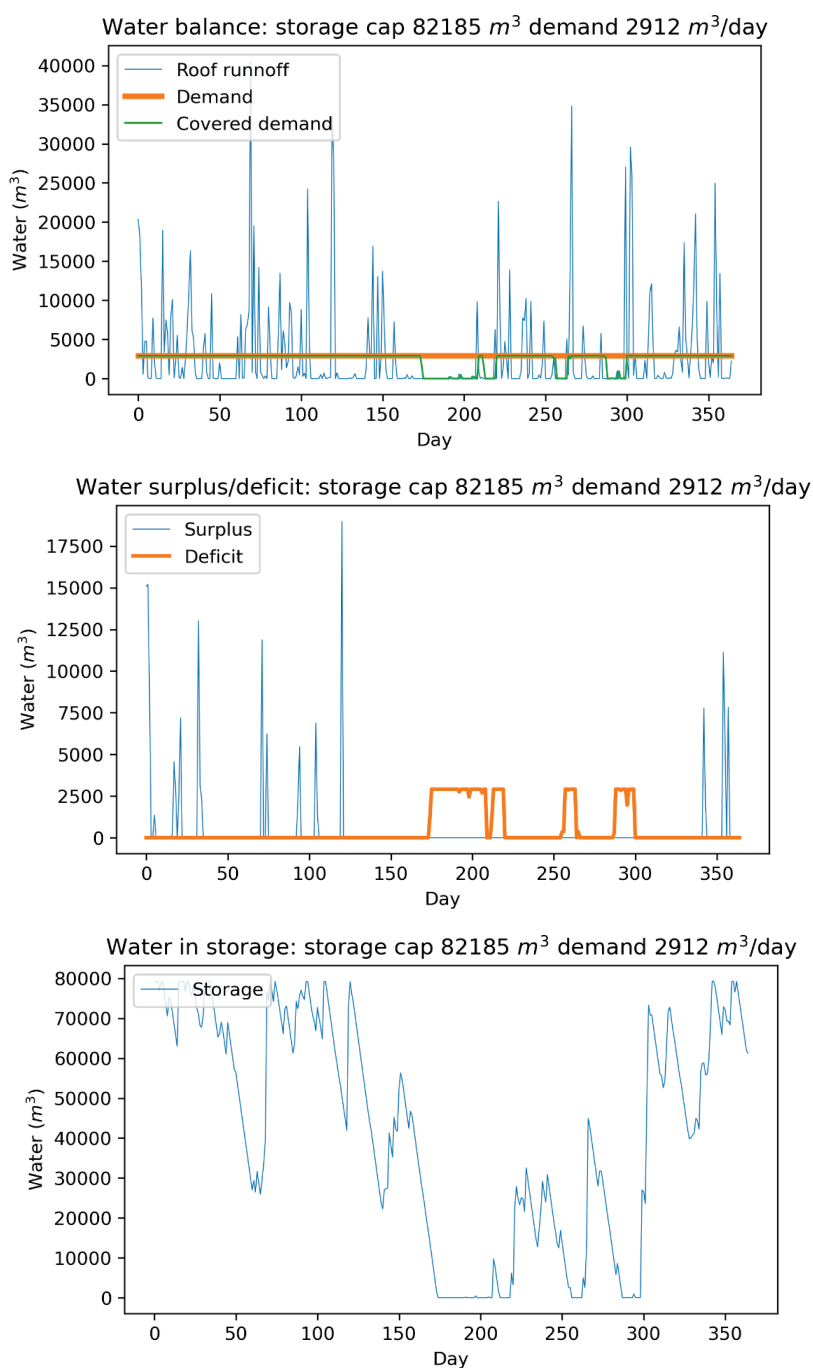 Water balance: storage cap 82185 m³ demand 2912 m³/day
40000
35000
30000
25000
20000
15000
10000
5000
0
Water (m³)
Roof runnoff
Demand
Covered demand
0 50 100 150 200 250 300 350
Day
Water surplus/deficit: storage cap 82185 m³ demand 2912 m³/day
17500
15000
12500
10000
7500
5000
2500
0
Water (m³)
Surplus
Deficit
0 50 100 150 200 250 300 350
Day
Water in storage: storage cap 82185 m³ demand 2912 m³/day
80000
70000
60000
50000
40000
30000
20000
10000
0
Water (m³)
Storage
0 50 100 150 200 250 300 350
Day